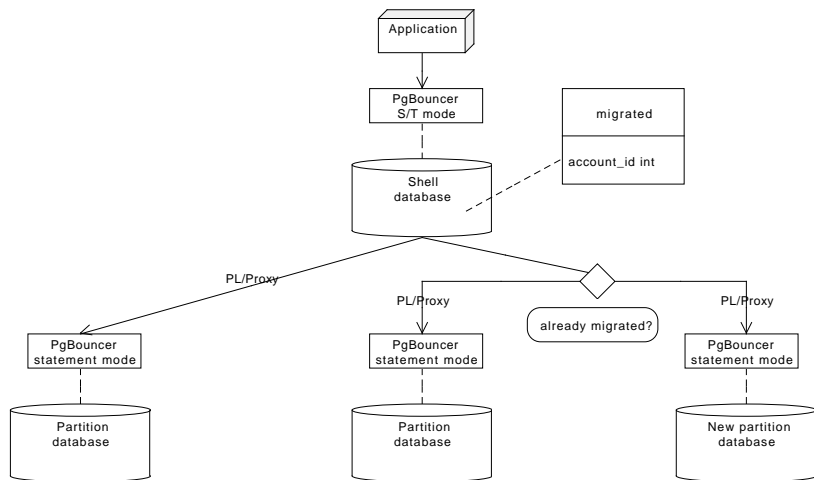 Application
PgBouncer
S/T mode
migrated
account_id int
Shell
database
PL/Proxy
PL/Proxy
PL/Proxy
already migrated?
PgBouncer
statement mode
PgBouncer
statement mode
PgBouncer
statement mode
Partition
database
Partition
database
New partition
database